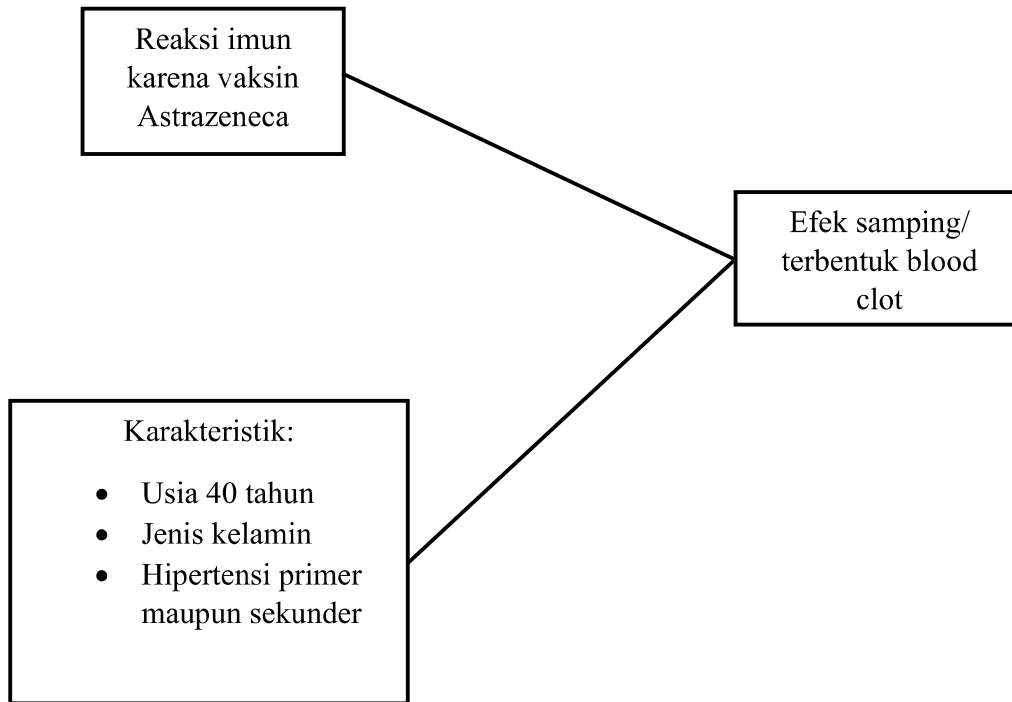 Reaksi imun
karena vaksin
Astrazeneca
Efek samping/
terbentuk blood
clot
Karakteristik:
• Usia 40 tahun
• Jenis kelamin
• Hipertensi primer
maupun sekunder